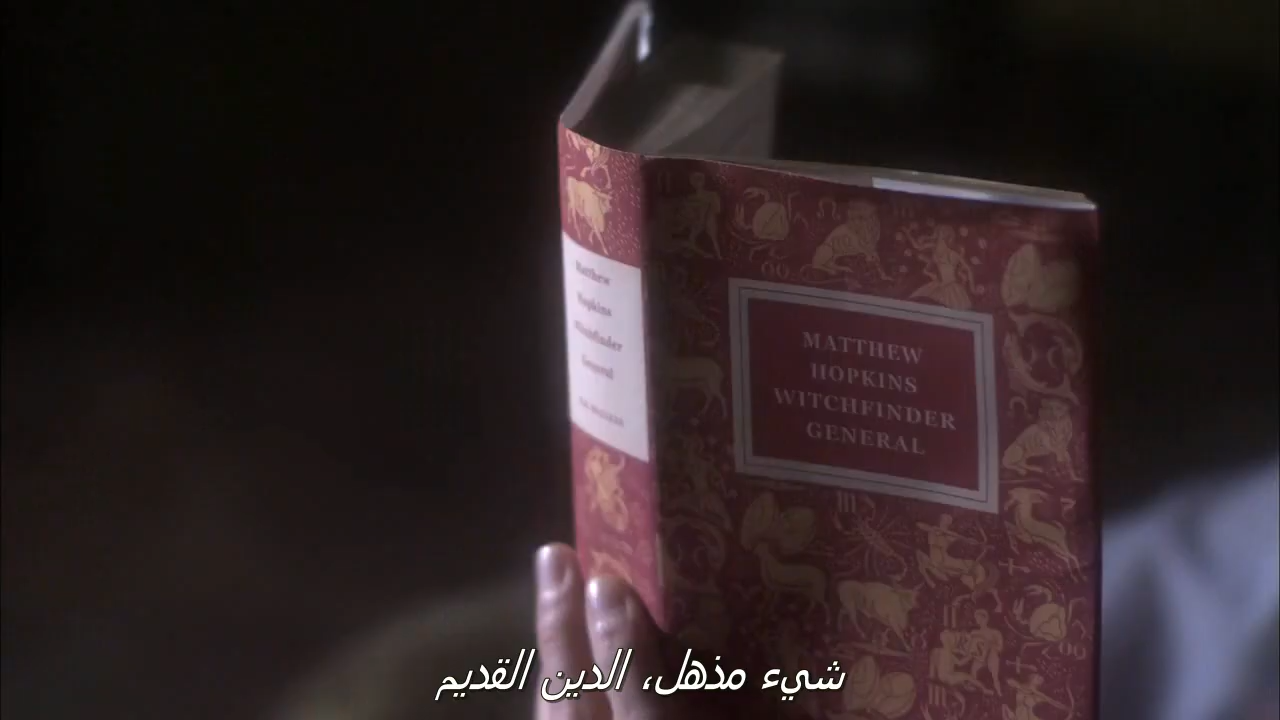 Matthew
Hopkins
Witchfinder
General
MATTHEW
HOPKINS
WITCHFINDER
GENERAL
شيء مذهل، الدين القديم